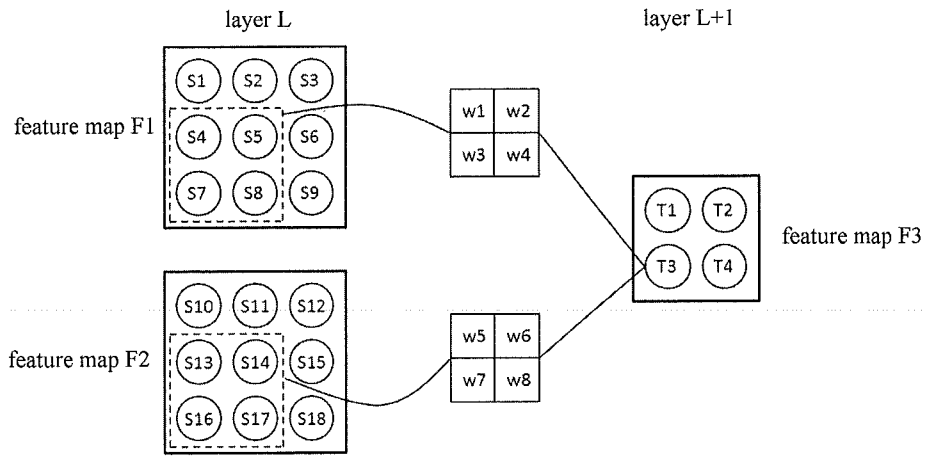 layer L
layer L+1
S1 S2 S3
feature map F1
S4 S5 S6
S7 S8 S9
w1 w2
w3 w4
T1 T2
feature map F3
T3 T4
S10 S11 S12
feature map F2
S13 S14 S15
S16 S17 S18
w5 w6
w7 w8